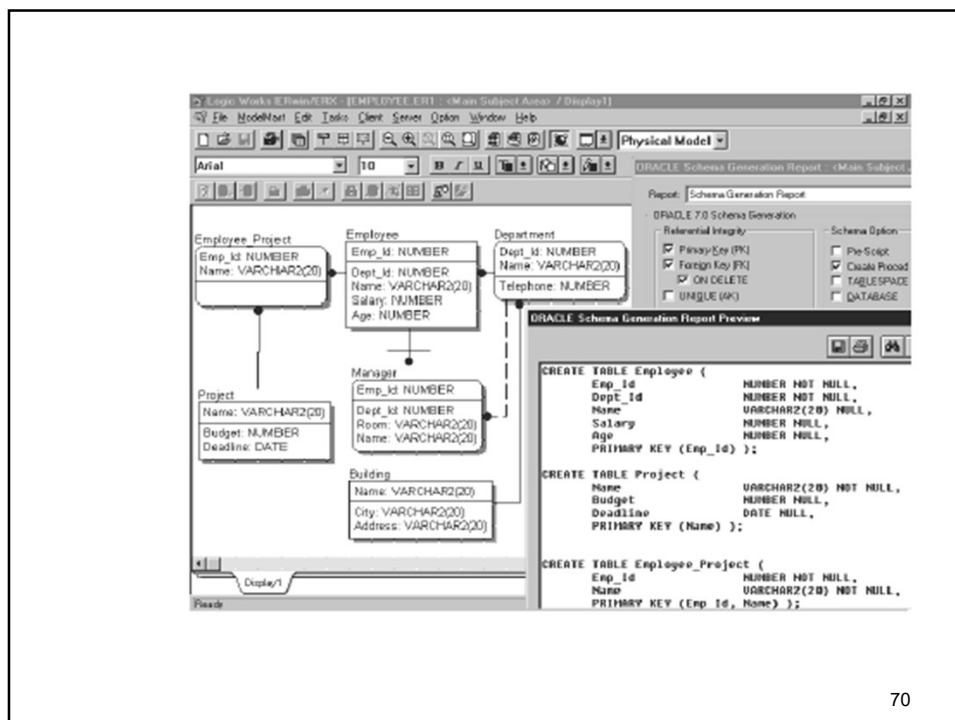 Logic Works ERwin/ERX - [EMPLOYEE.ER1 : <Main Subject Area> / Display1]
File ModelMart Edit Tasks Client Server Option Window Help
Physical Model
Arial 10 B I U
ORACLE Schema Generation Report : <Main Subject
Report: Schema Generation Report
ORACLE 7.0 Schema Generation
Referential Integrity
Primary Key (PK)
Foreign Key (FK)
ON DELETE
UNIQUE (AK)
Schema Option
Pre-Script
Create Proced
TABLESPACE
DATABASE
Employee_Project
Emp_Id: NUMBER
Name: VARCHAR2(20)
Employee
Emp_Id: NUMBER
Dept_Id: NUMBER
Name: VARCHAR2(20)
Salary: NUMBER
Age: NUMBER
Department
Dept_Id: NUMBER
Name: VARCHAR2(20)
Telephone: NUMBER
Project
Name: VARCHAR2(20)
Budget: NUMBER
Deadline: DATE
Manager
Emp_Id: NUMBER
Dept_Id: NUMBER
Room: VARCHAR2(20)
Name: VARCHAR2(20)
Building
Name: VARCHAR2(20)
City: VARCHAR2(20)
Address: VARCHAR2(20)
ORACLE Schema Generation Report Preview
CREATE TABLE Employee (
Emp_Id NUMBER NOT NULL,
Dept_Id NUMBER NOT NULL,
Name VARCHAR2(20) NULL,
Salary NUMBER NULL,
Age NUMBER NULL,
PRIMARY KEY (Emp_Id) );
CREATE TABLE Project (
Name VARCHAR2(20) NOT NULL,
Budget NUMBER NULL,
Deadline DATE NULL,
PRIMARY KEY (Name) );
CREATE TABLE Employee_Project (
Emp_Id NUMBER NOT NULL,
Name VARCHAR2(20) NOT NULL,
PRIMARY KEY (Emp_Id, Name) );
Display1
Ready
70